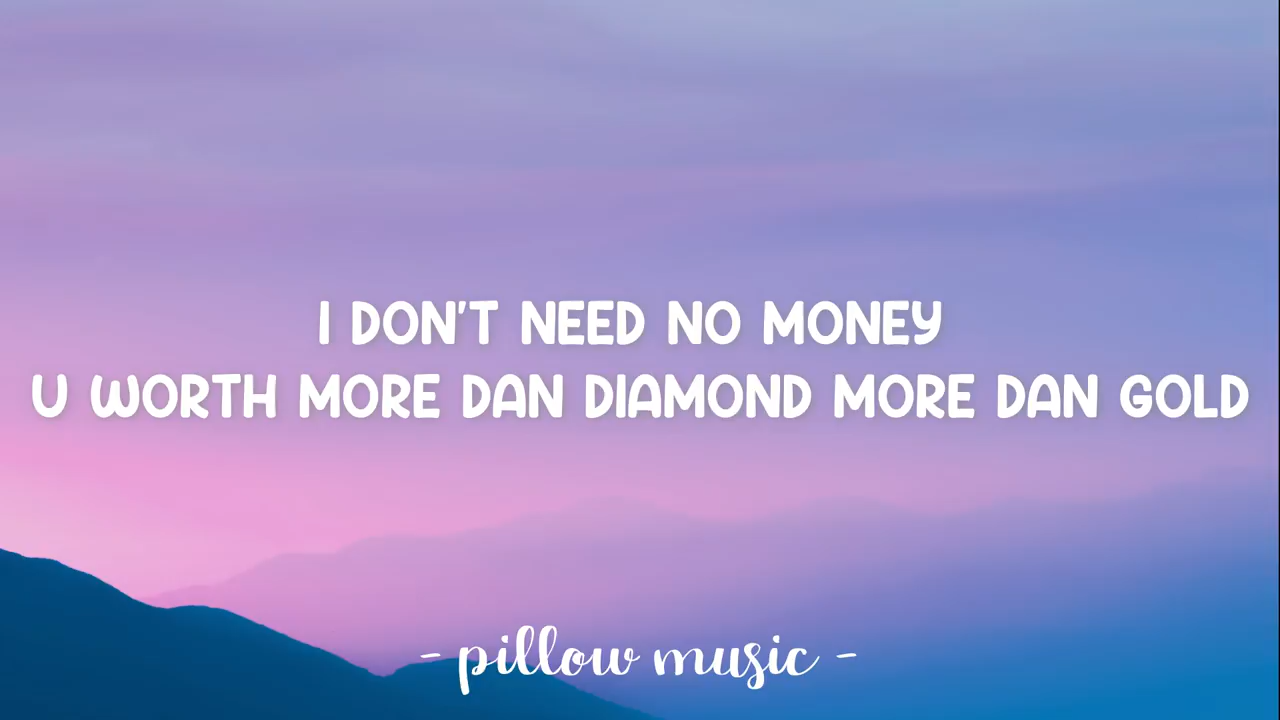 I DON'T NEED NO MONEY
U WORTH MORE DAN DIAMOND MORE DAN GOLD
- pillow music -